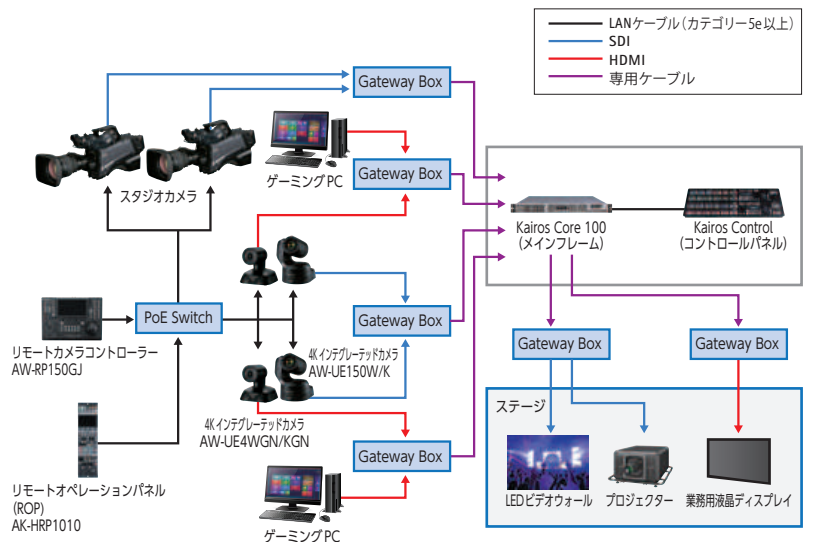 LANケーブル(カテゴリー5e以上)
SDI
HDMI
専用ケーブル
Gateway Box
スタジオカメラ
ゲーミングPC
Gateway Box
Kairos Core 100
(メインフレーム)
Kairos Control
(コントロールパネル)
PoE Switch
Gateway Box
リモートカメラコントローラー
AW-RP150GJ
4Kインテグレーテッドカメラ
AW-UE150W/K
Gateway Box
Gateway Box
4Kインテグレーテッドカメラ
AW-UE4WGN/KGN
ステージ
Gateway Box
リモートオペレーションパネル
(ROP)
AK-HRP1010
LEDビデオウォール
プロジェクター
業務用液晶ディスプレイ
ゲーミングPC